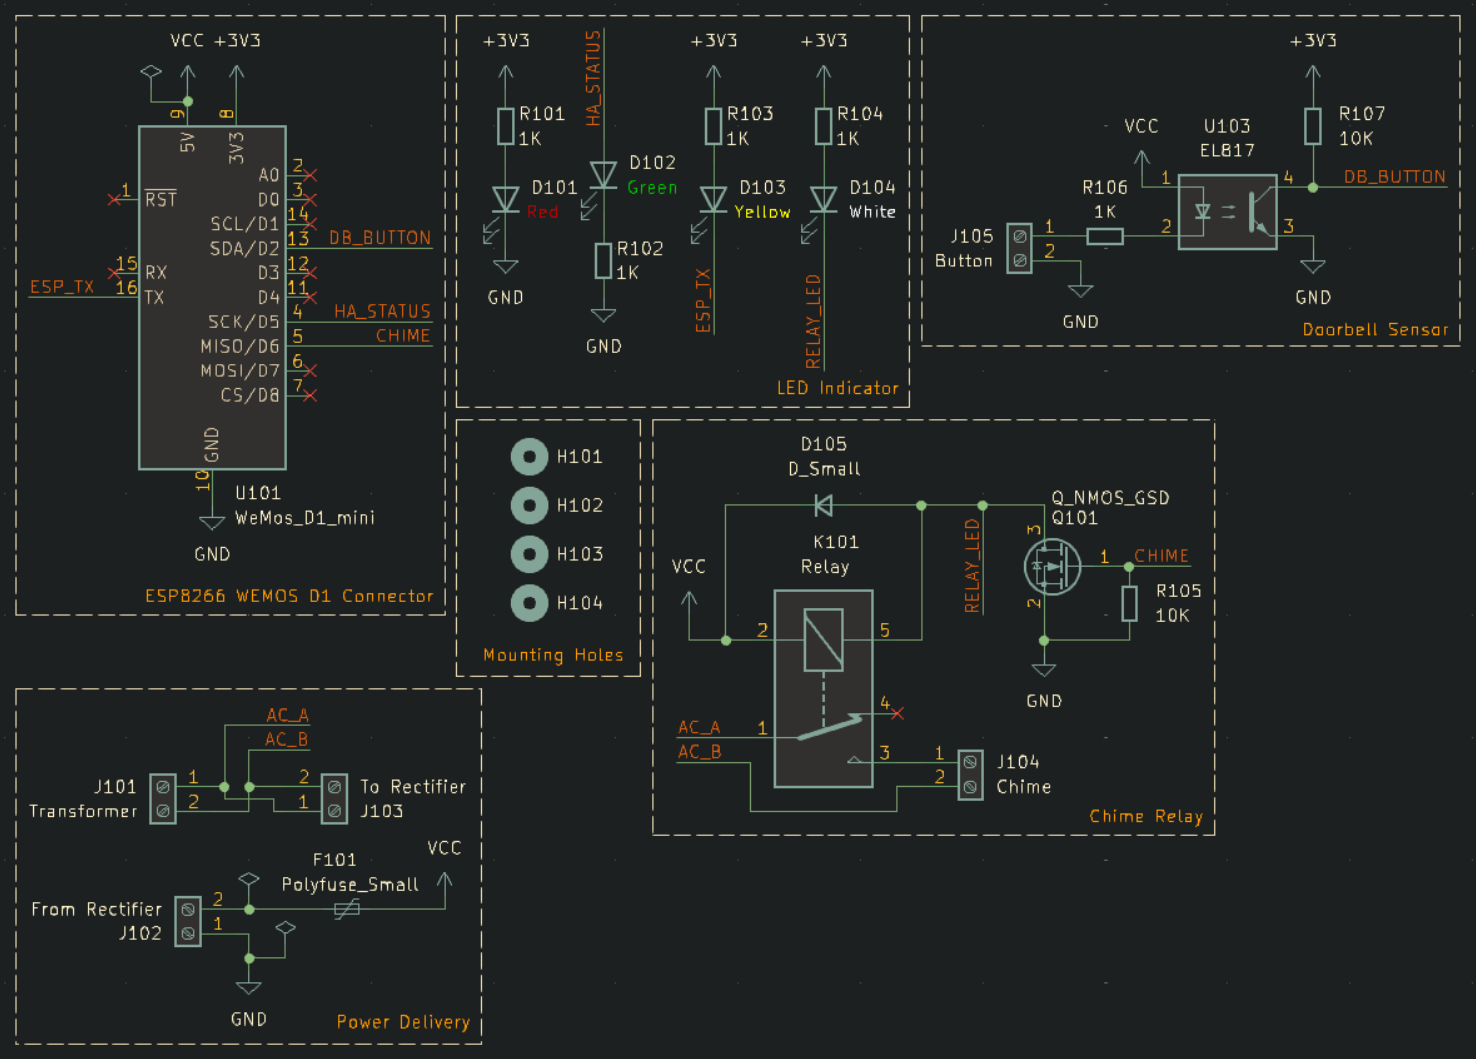 VCC +3V3
9
8
5V
3V3
A0 2
D0 3
1 RST
SCL/D1 14
SDA/D2 13 DB_BUTTON
15 RX
D3 12
ESP_TX 16 TX
D4 11
SCK/D5 4 HA_STATUS
MISO/D6 5 CHIME
MOSI/D7 6
CS/D8 7
GND
10
U101
WeMos_D1_mini
GND
ESP8266 WEMOS D1 Connector
+3V3
HA_STATUS
+3V3
+3V3
R101
1K
R103
1K
R104
1K
D102
Green
D101
Red
D103
Yellow
D104
White
R102
1K
GND
ESP_TX
RELAY_LED
GND
LED Indicator
+3V3
VCC
U103
EL817
R107
10K
1
4
DB_BUTTON
R106
1K
2
3
J105
Button
1
2
GND
GND
Doorbell Sensor
H101
H102
H103
H104
Mounting Holes
D105
D_Small
Q_NMOS_GSD
Q101
3
K101
Relay
VCC
RELAY_LED
1
CHIME
2
R105
10K
2
5
GND
4
AC_A
1
AC_B
3
1
2
J104
Chime
Chime Relay
AC_A
AC_B
J101
Transformer
1
2
2
1
To Rectifier
J103
VCC
F101
Polyfuse_Small
From Rectifier
J102
2
1
GND
Power Delivery